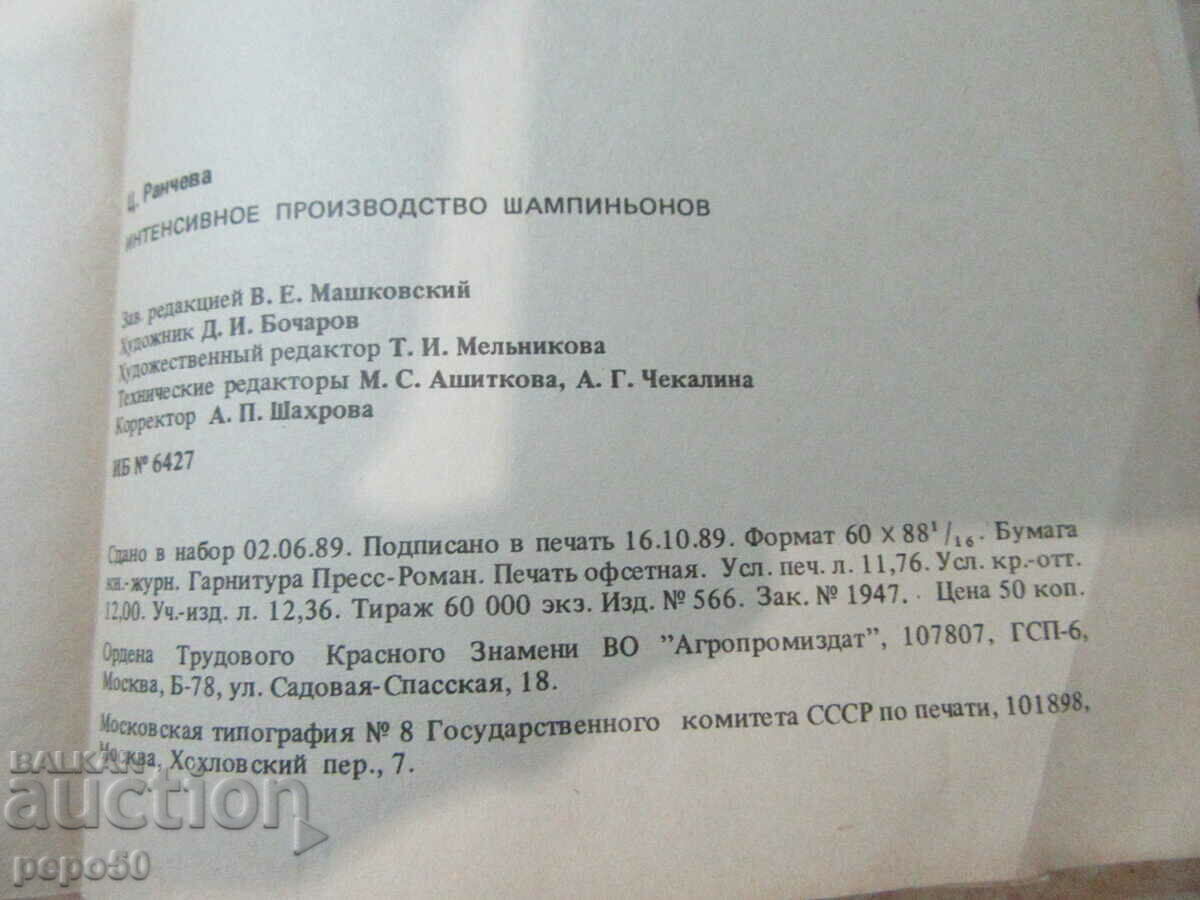 Ц. Ранчева
ИНТЕНСИВНОЕ ПРОИЗВОДСТВО ШАМПИНЬОНОВ
Зав. редакцией В. Е. Машковский
Художник Д. И. Бочаров
Художественный редактор Т. И. Мельникова
Технические редакторы М. С. Ашиткова, А. Г. Чекалина
Корректор А. П. Шахрова
ИБ № 6427
Сдано в набор 02.06.89. Подписано в печать 16.10.89. Формат 60 × 88¹/₁₆. Бумага
кн.-журн. Гарнитура Пресс-Роман. Печать офсетная. Усл. печ. л. 11,76. Усл. кр.-отт.
12,00. Уч.-изд. л. 12,36. Тираж 60 000 экз. Изд. № 566. Зак. № 1947. Цена 50 коп.
Ордена Трудового Красного Знамени ВО "Агропромиздат", 107807, ГСП-6,
Москва, Б-78, ул. Садовая-Спасская, 18.
Московская типография № 8 Государственного комитета СССР по печати, 101898,
Москва, Хохловский пер., 7.
BALKAN
auction
pepo50